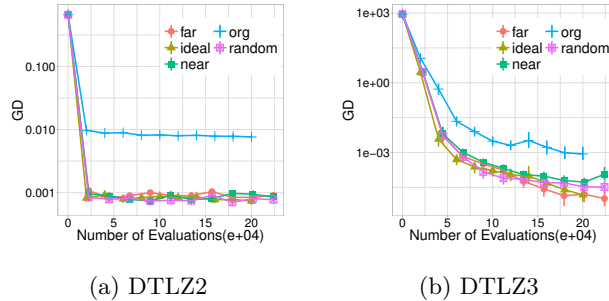 far org
ideal random
near
GD
0.100
0.010
0.001
0 5 10 15 20
Number of Evaluations(e+04)
(a) DTLZ2
far org
ideal random
near
GD
1e+03
1e+00
1e−03
0 5 10 15 20
Number of Evaluations(e+04)
(b) DTLZ3